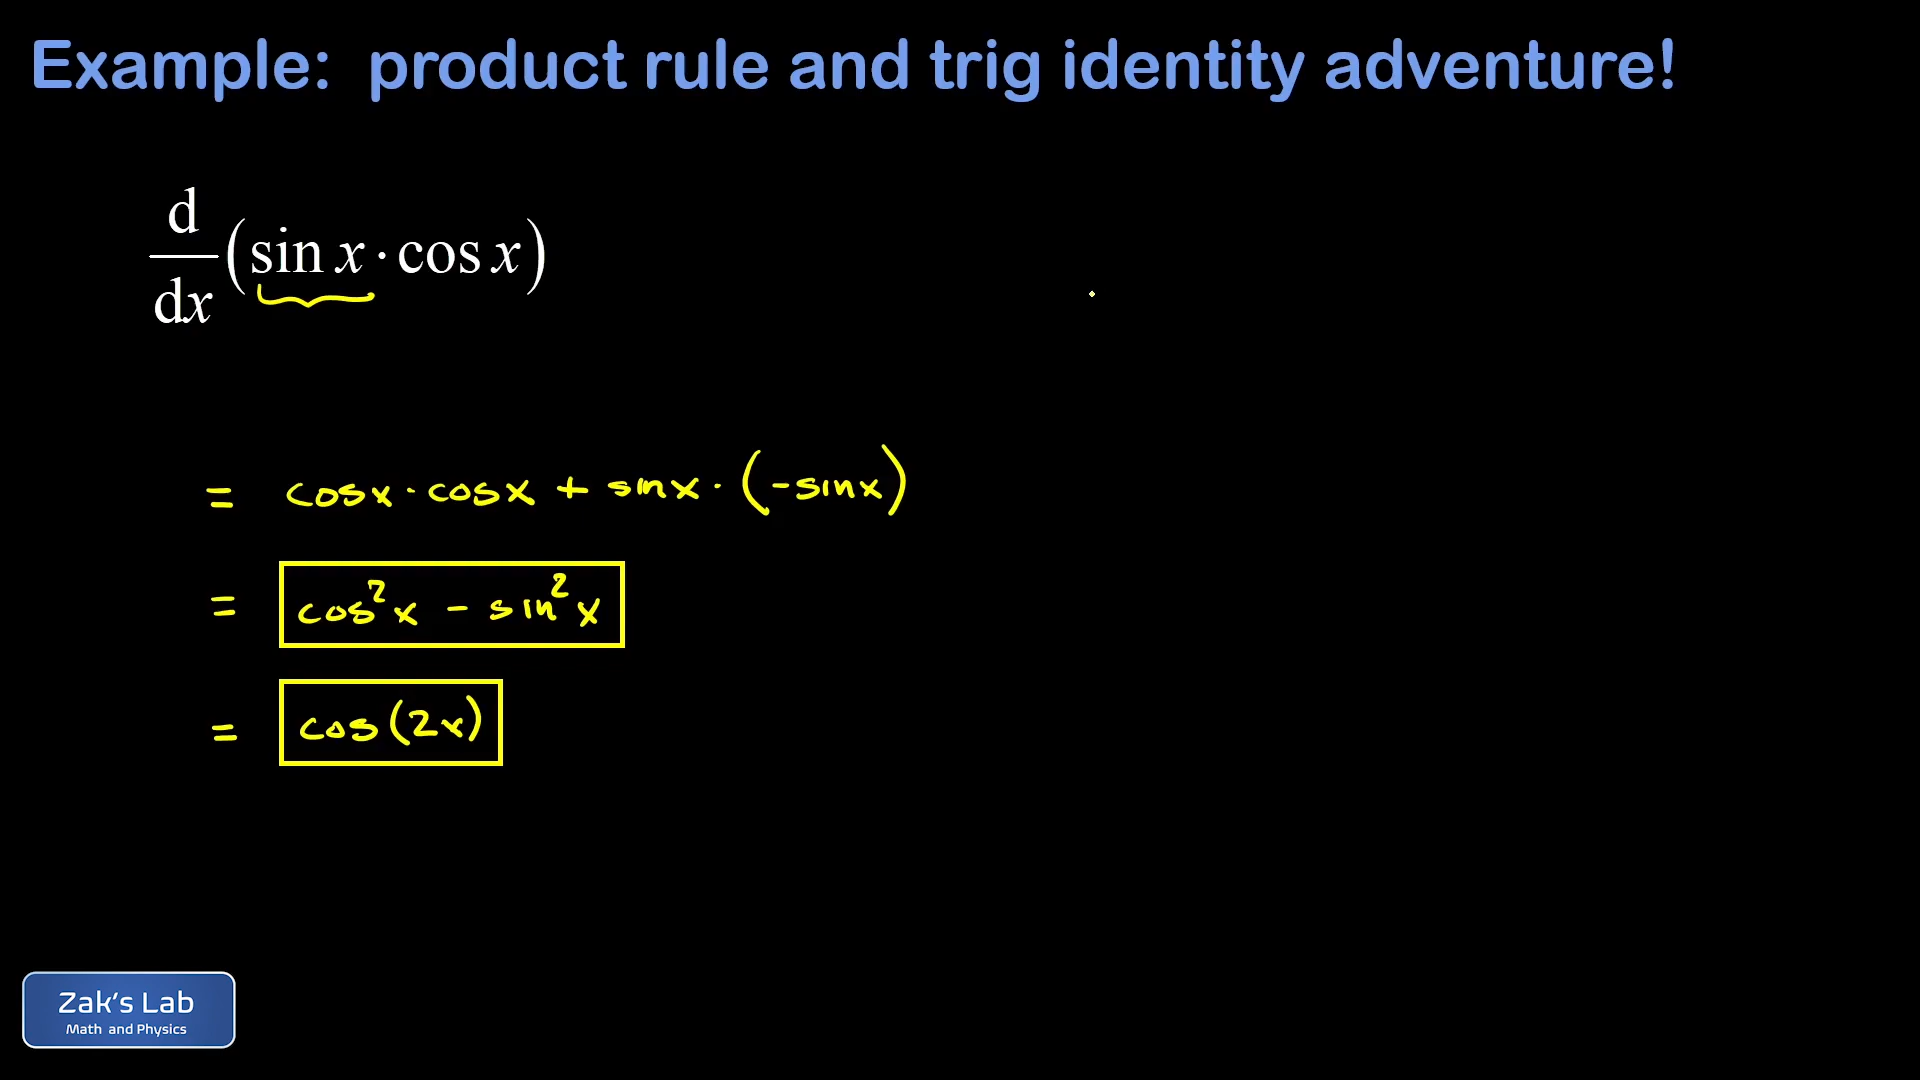 Example:  product rule and trig identity adventure!
d
dx
(sin x · cos x)
= cosx · cosx + sinx · (-sinx)
= cos²x - sin²x
= cos(2x)
Zak's Lab
Math and Physics